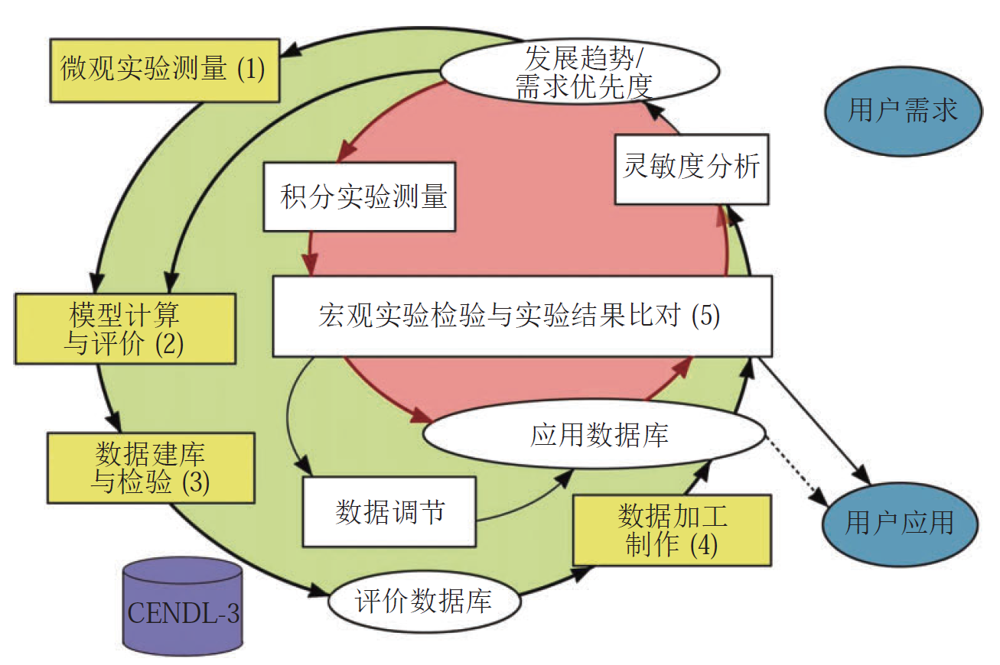 微观实验测量 (1)
发展趋势/
需求优先度
用户需求
灵敏度分析
积分实验测量
模型计算
与评价 (2)
宏观实验检验与实验结果比对 (5)
应用数据库
数据建库
与检验 (3)
数据调节
数据加工
制作 (4)
用户应用
评价数据库
CENDL-3